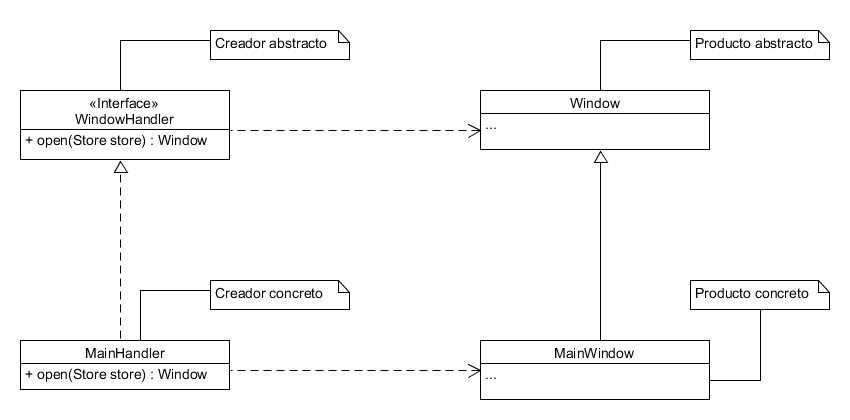 Creador abstracto
Producto abstracto
«Interface»
WindowHandler
+ open(Store store) : Window
Window
...
Creador concreto
Producto concreto
MainHandler
+ open(Store store) : Window
MainWindow
...